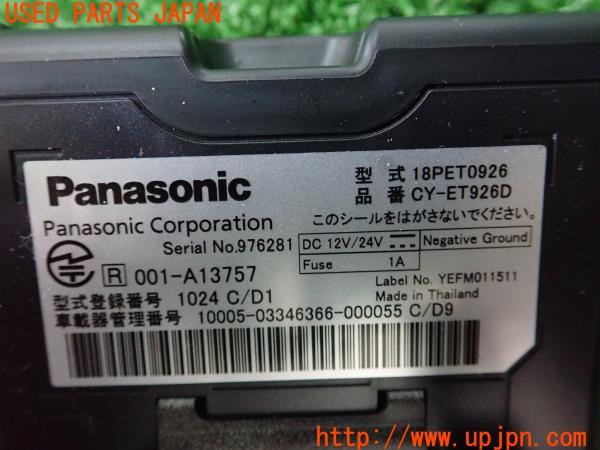 USED PARTS JAPAN
Panasonic
型式 18PET0926
品番 CY-ET926D
Panasonic Corporation
このシールをはがさないでください。
Serial No.976281
DC 12V/24V
Negative Ground
Fuse 1A
R 001-A13757
Label No. YEFM011511
Made in Thailand
型式登録番号 1024 C/D1
車載器管理番号 10005-03346366-000055 C/D9
http://www.upjpn.com/